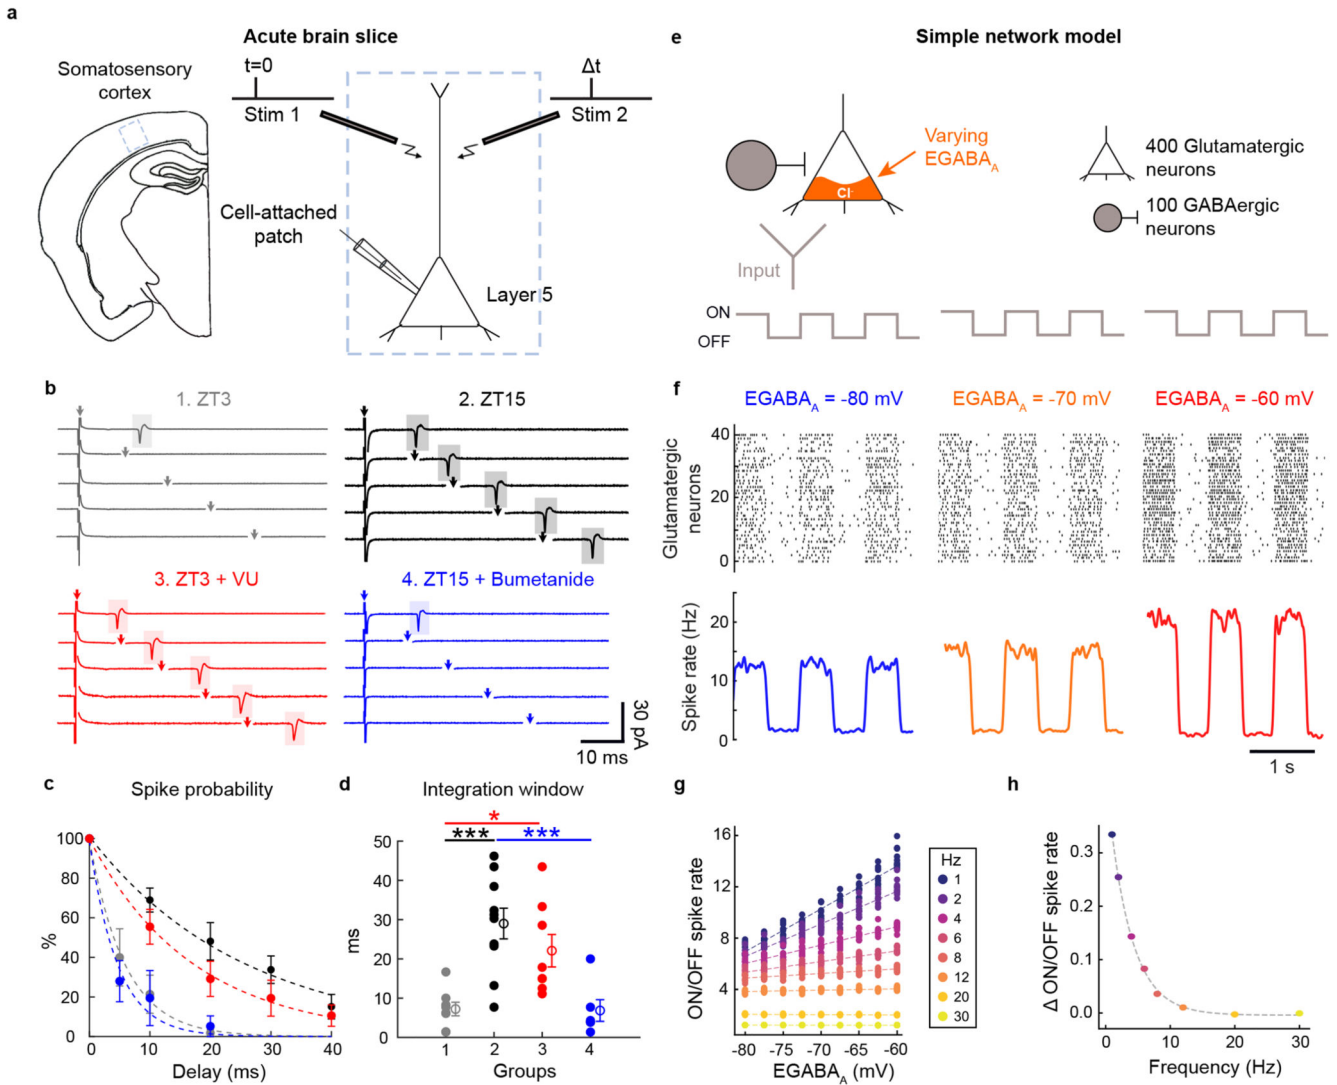 a
Acute brain slice
Somatosensory
cortex
t=0
Stim 1
Δt
Stim 2
Cell-attached
patch
Layer 5
e
Simple network model
Varying
EGABA_A
Cl-
400 Glutamatergic
neurons
100 GABAergic
neurons
Input
ON
OFF
b
1. ZT3
2. ZT15
3. ZT3 + VU
4. ZT15 + Bumetanide
30 pA
10 ms
f
EGABA_A = -80 mV
EGABA_A = -70 mV
EGABA_A = -60 mV
Glutamatergic
neurons
40
20
0
Spike rate (Hz)
20
10
0
1 s
c
Spike probability
%
100
80
60
40
20
0
0
10
20
30
40
Delay (ms)
d
Integration window
*
***
***
ms
50
40
30
20
10
0
1
2
3
4
Groups
g
ON/OFF spike rate
16
12
8
4
-80
-75
-70
-65
-60
EGABA_A (mV)
Hz
1
2
4
6
8
12
20
30
h
Δ ON/OFF spike rate
0.3
0.2
0.1
0.0
0
10
20
30
Frequency (Hz)